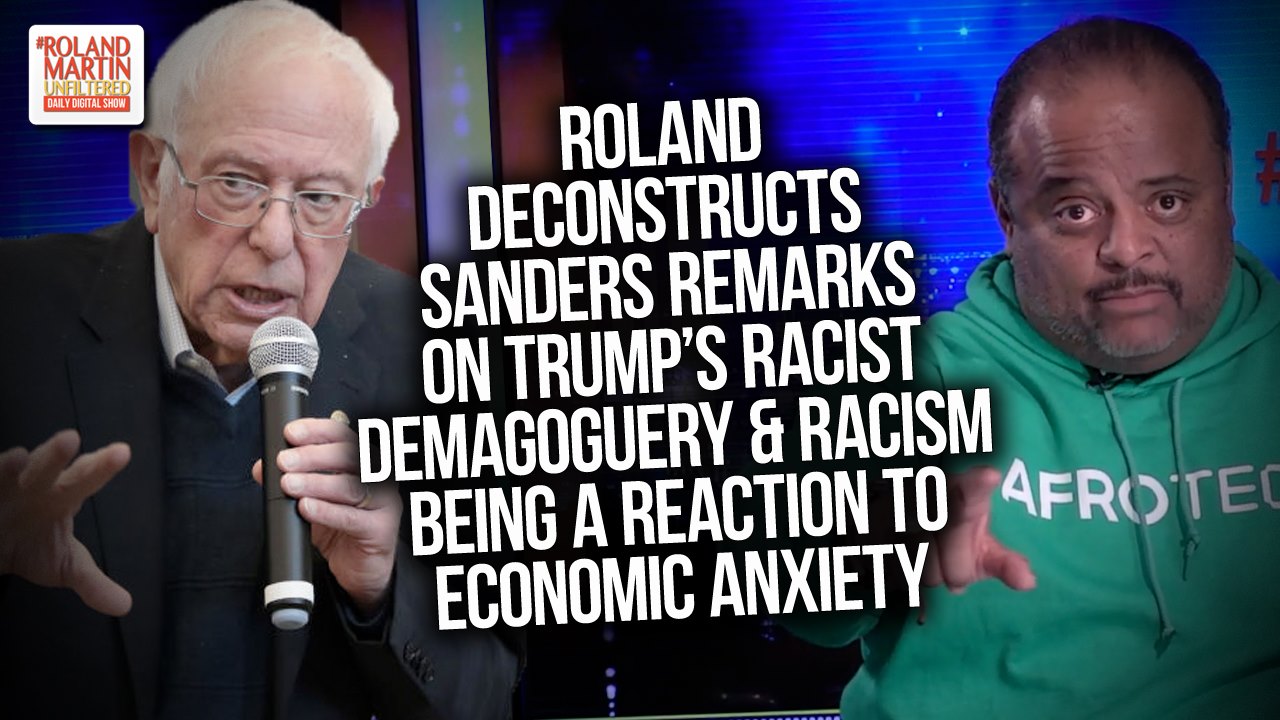 #ROLAND
MARTIN
UNFILTERED
DAILY DIGITAL SHOW
ROLAND
DECONSTRUCTS
SANDERS REMARKS
ON TRUMP'S RACIST
DEMAGOGUERY & RACISM
BEING A REACTION TO
ECONOMIC ANXIETY
#
AFROTEC